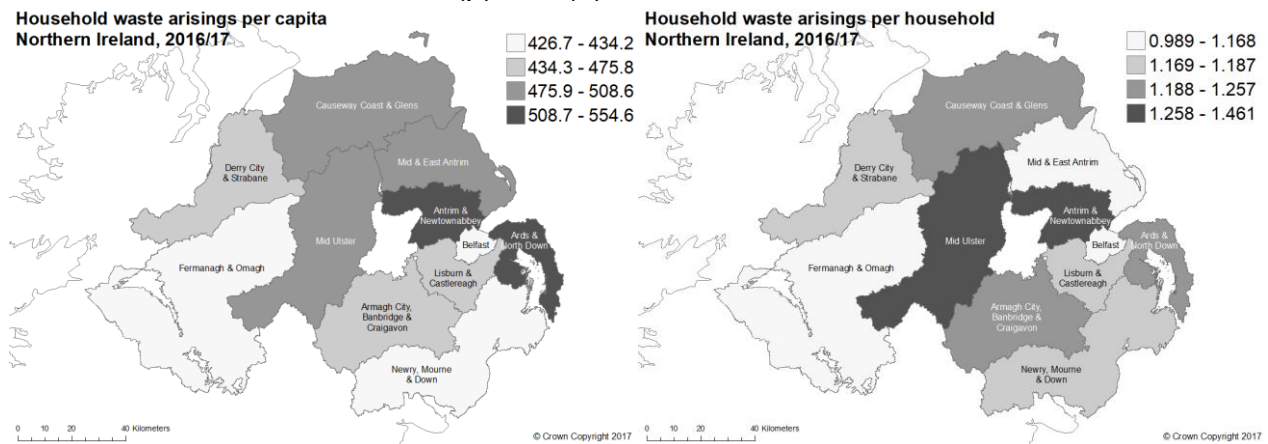 Household waste arisings per capita
Northern Ireland, 2016/17
426.7 - 434.2
434.3 - 475.8
475.9 - 508.6
508.7 - 554.6
Causeway Coast & Glens
Derry City
& Strabane
Mid & East Antrim
Antrim &
Newtownabbey
Mid Ulster
Belfast
Ards &
North Down
Fermanagh & Omagh
Lisburn &
Castlereagh
Armagh City,
Banbridge &
Craigavon
Newry, Mourne
& Down
0 10 20 40 Kilometers
© Crown Copyright 2017
Household waste arisings per household
Northern Ireland, 2016/17
0.989 - 1.168
1.169 - 1.187
1.188 - 1.257
1.258 - 1.461
Causeway Coast & Glens
Derry City
& Strabane
Mid & East Antrim
Antrim &
Newtownabbey
Mid Ulster
Belfast
Ards &
North Down
Fermanagh & Omagh
Lisburn &
Castlereagh
Armagh City,
Banbridge &
Craigavon
Newry, Mourne
& Down
0 10 20 40 Kilometers
© Crown Copyright 2017